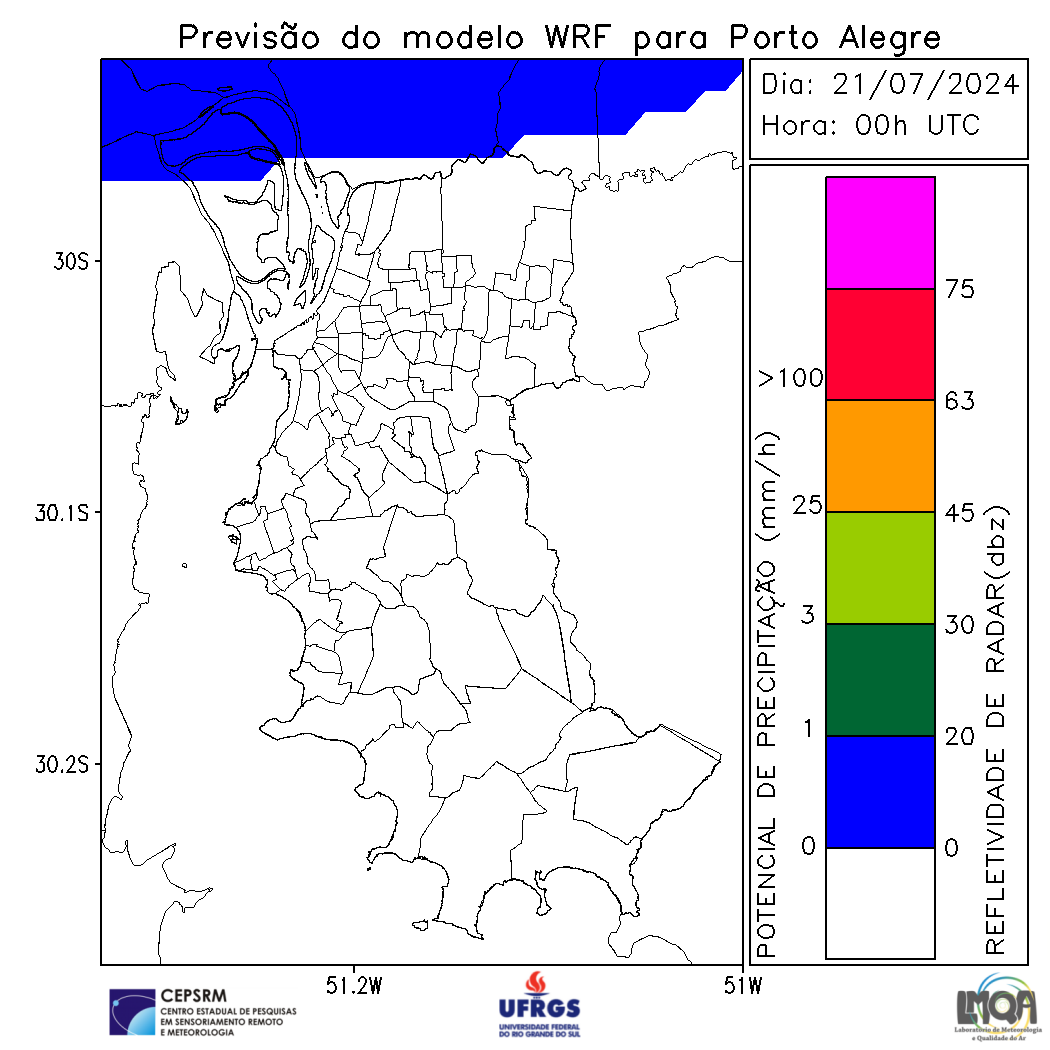 Previsão do modelo WRF para Porto Alegre
Dia: 21/07/2024
Hora: 00h UTC
30S
30.1S
30.2S
51.2W
51W
POTENCIAL DE PRECIPITAÇÃO (mm/h)
>100
25
3
1
0
75
63
45
30
20
0
REFLETIVIDADE DE RADAR(dbz)
CEPSRM
CENTRO ESTADUAL DE PESQUISAS
EM SENSORIAMENTO REMOTO
E METEOROLOGIA
UFRGS
UNIVERSIDADE FEDERAL
DO RIO GRANDE DO SUL
LMQA
Laboratório de Meteorologia
e Qualidade do Ar